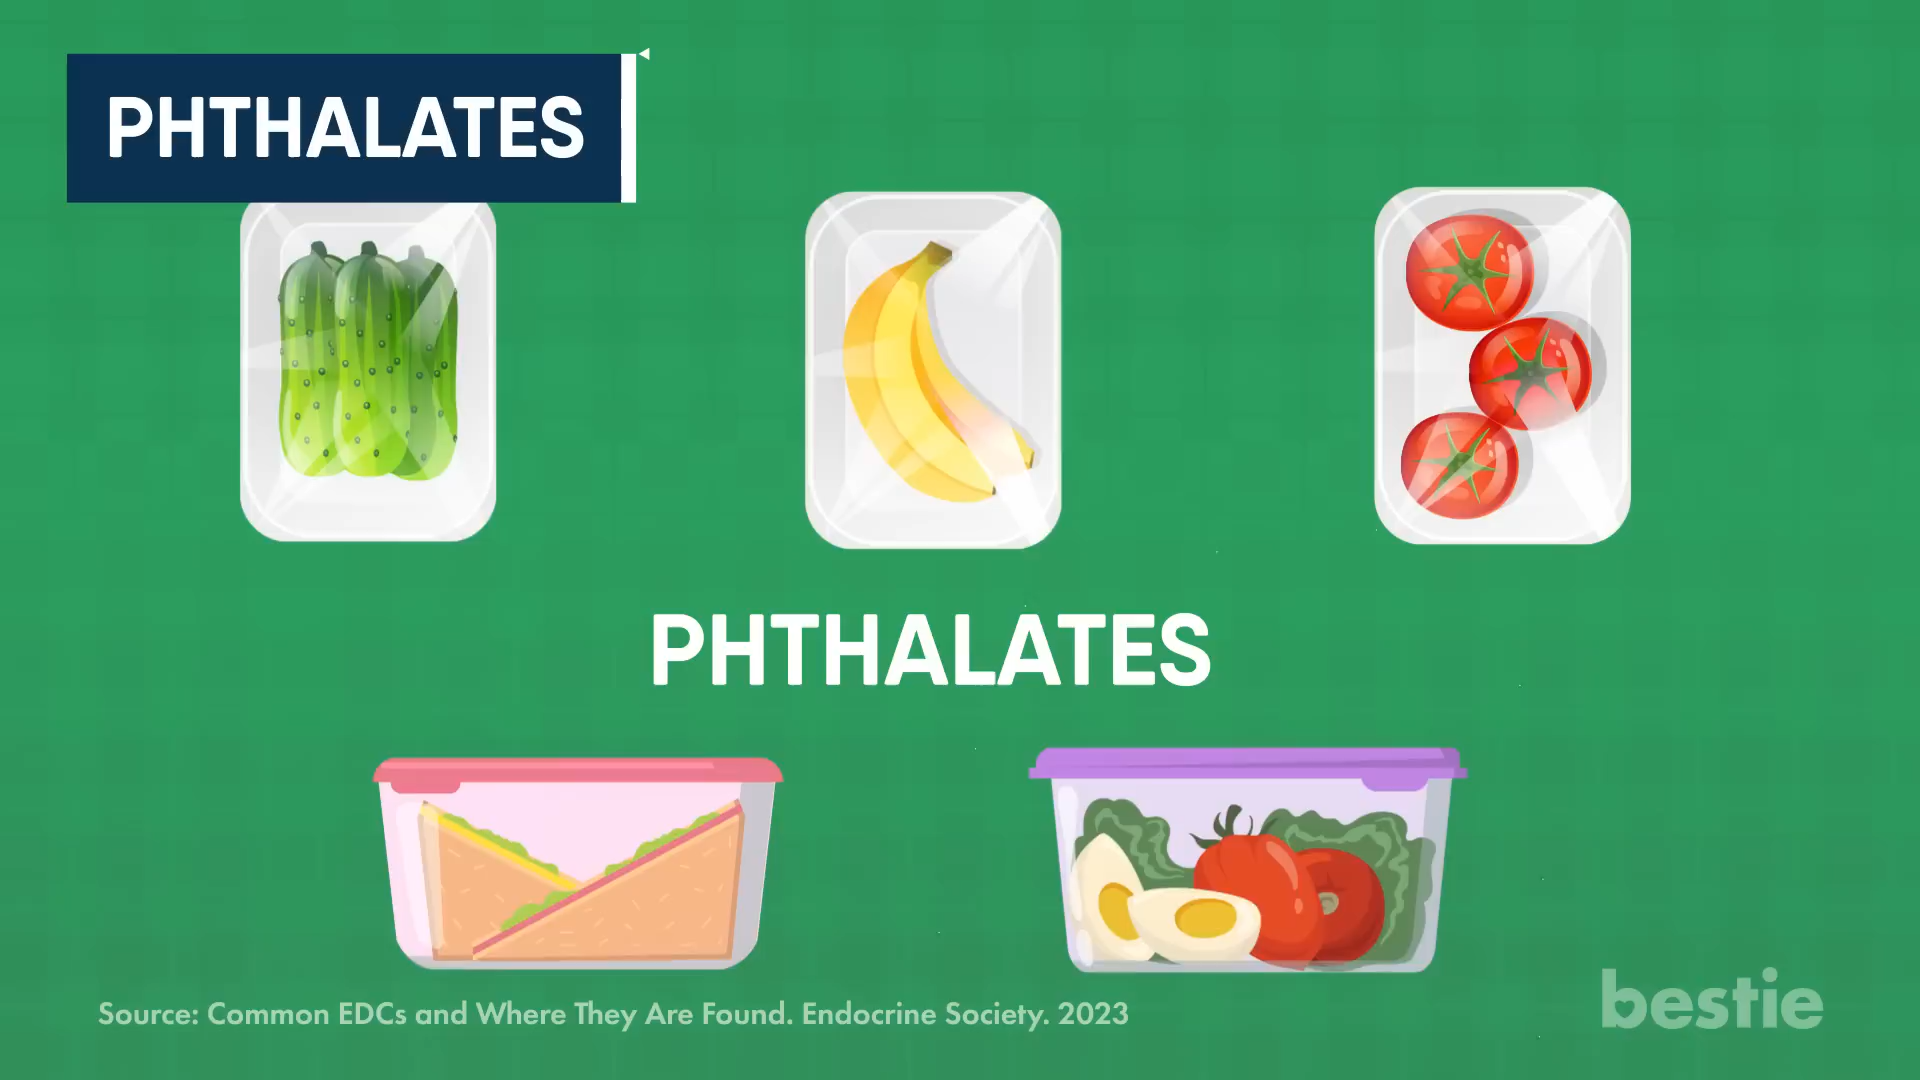 PHTHALATES
PHTHALATES
Source: Common EDCs and Where They Are Found. Endocrine Society. 2023
bestie